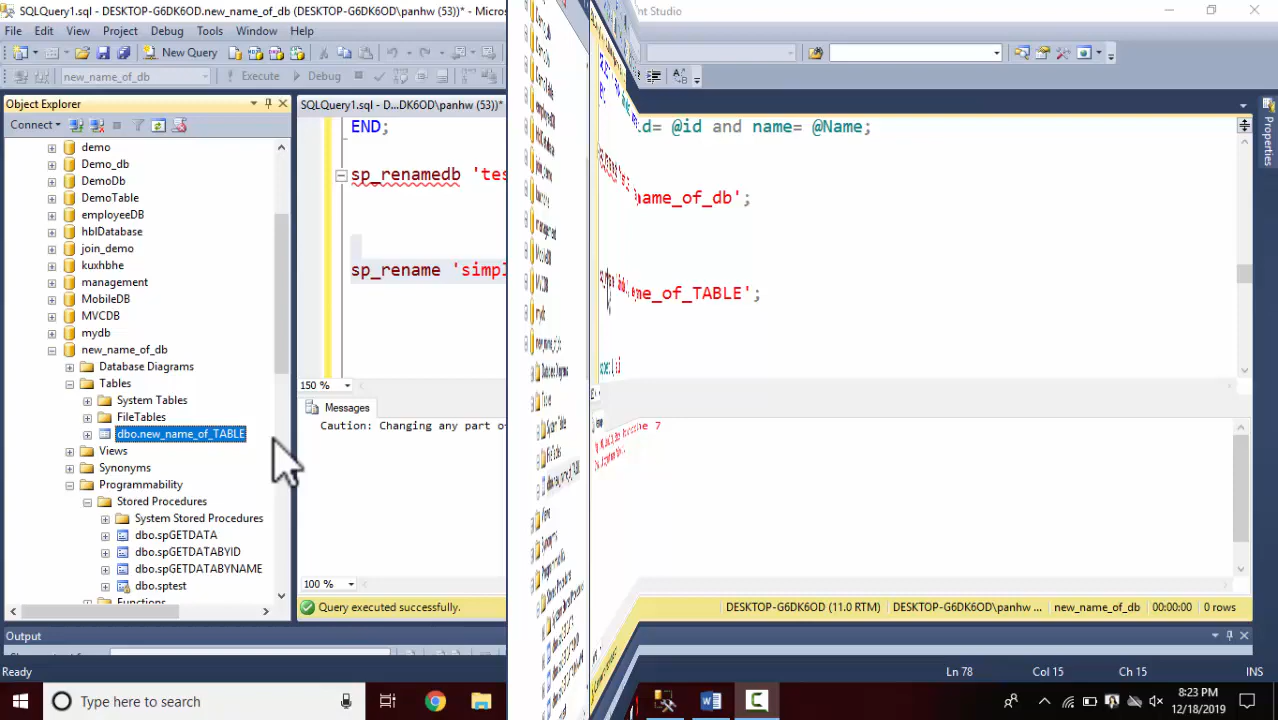 SQLQuery1.sql - DESKTOP-G6DK6OD.new_name_of_db (DESKTOP-G6DK6OD\panhw (53))* - Micros
nt Studio
File Edit View Project Debug Tools Window Help
New Query
new_name_of_db
Execute Debug
Object Explorer
SQLQuery1.sql - D...DK6OD\panhw (53))*
Connect
Properties
demo
Demo_db
DemoDb
DemoTable
employeeDB
hblDatabase
join_demo
kuxhbhe
management
MobileDB
MVCDB
mydb
new_name_of_db
Database Diagrams
Tables
System Tables
FileTables
dbo.new_name_of_TABLE
Views
Synonyms
Programmability
Stored Procedures
System Stored Procedures
dbo.spGETDATA
dbo.spGETDATABYID
dbo.spGETDATABYNAME
dbo.sptest
Functions
END;
id= @id and name= @Name;
sp_renamedb 'tes
name_of_db';
sp_rename 'simpl
me_of_TABLE';
150 %
Messages
Caution: Changing any part o
7
100 %
Query executed successfully.
DESKTOP-G6DK6OD (11.0 RTM) DESKTOP-G6DK6OD\panhw ... new_name_of_db 00:00:00 0 rows
Output
Ready
Ln 78 Col 15 Ch 15 INS
Type here to search
8:23 PM
12/18/2019